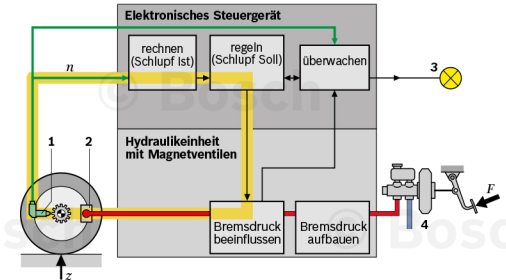 Elektronisches Steuergerät
rechnen
(Schlupf Ist)
regeln
(Schlupf Soll)
überwachen
n
3
© Bosch
Hydraulikeinheit
mit Magnetventilen
1
2
Bremsdruck
beeinflussen
Bremsdruck
aufbauen
F
4
sch
© Bosch
z